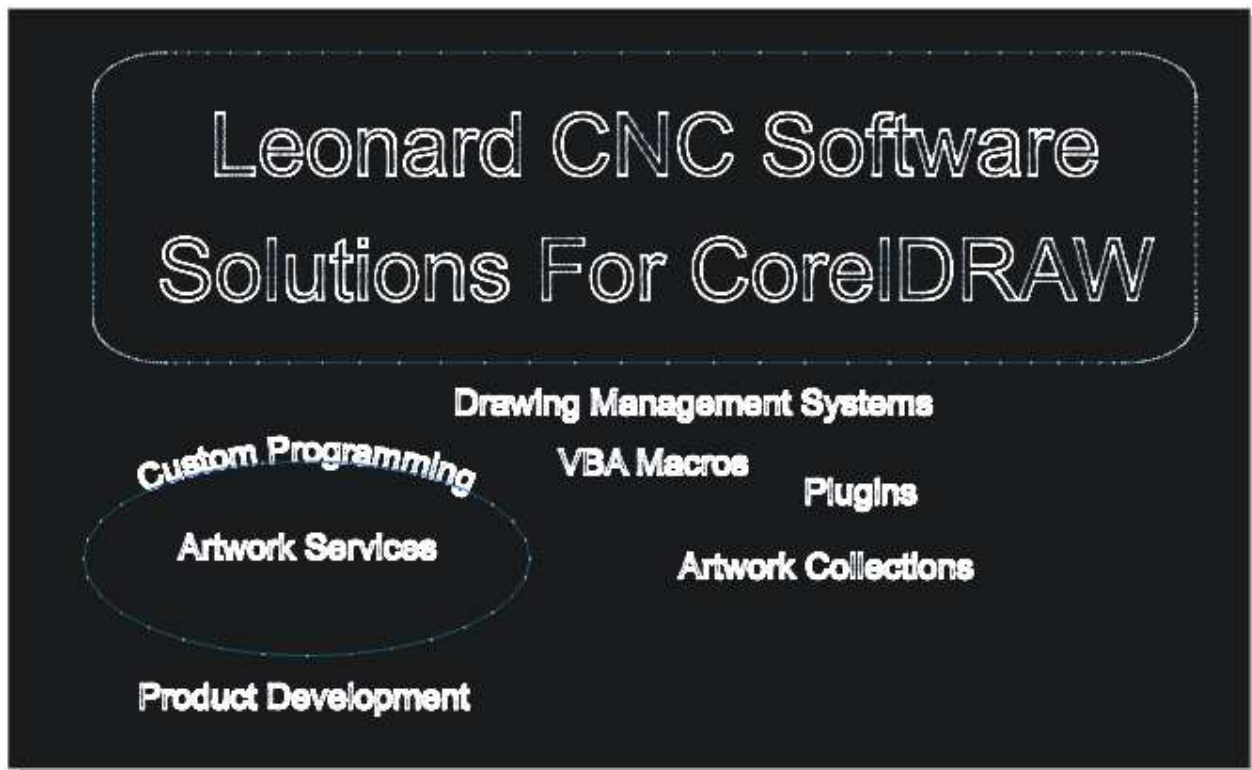 Leonard CNC Software
Solutions For CorelDRAW
Drawing Management Systems
Custom Programming
VBA Macros
Plugins
Artwork Services
Artwork Collections
Product Development